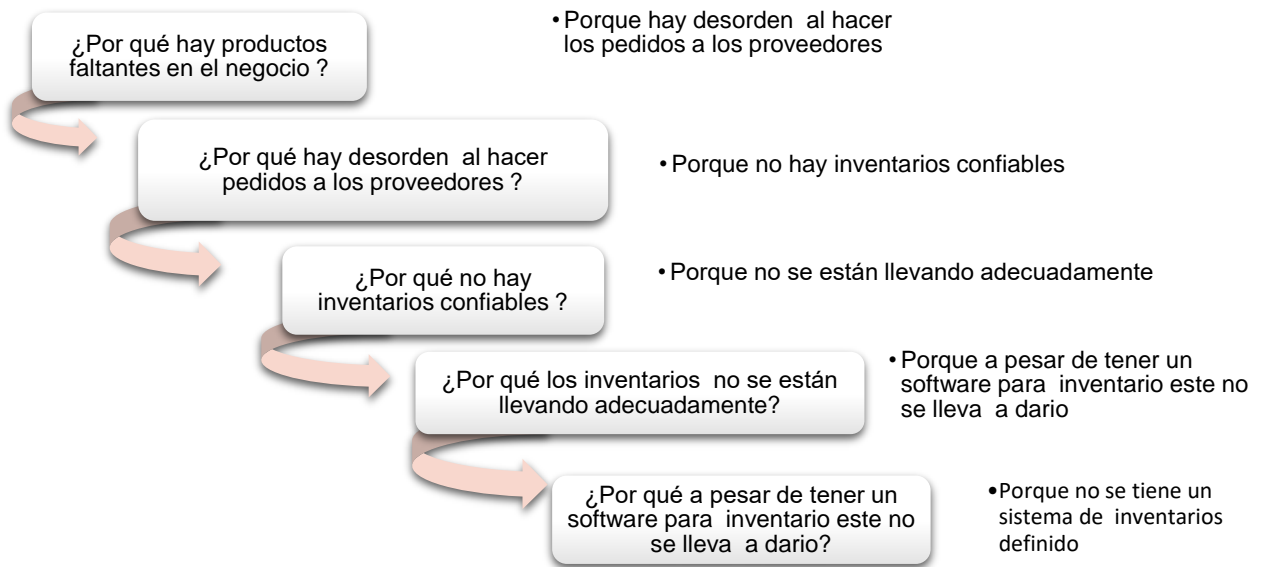 ¿Por qué hay productos
faltantes en el negocio ?
• Porque hay desorden al hacer
los pedidos a los proveedores
¿Por qué hay desorden al hacer
pedidos a los proveedores ?
• Porque no hay inventarios confiables
¿Por qué no hay
inventarios confiables ?
• Porque no se están llevando adecuadamente
¿Por qué los inventarios no se están
llevando adecuadamente?
• Porque a pesar de tener un
software para inventario este no
se lleva a dario
¿Por qué a pesar de tener un
software para inventario este no
se lleva a dario?
•Porque no se tiene un
sistema de inventarios
definido